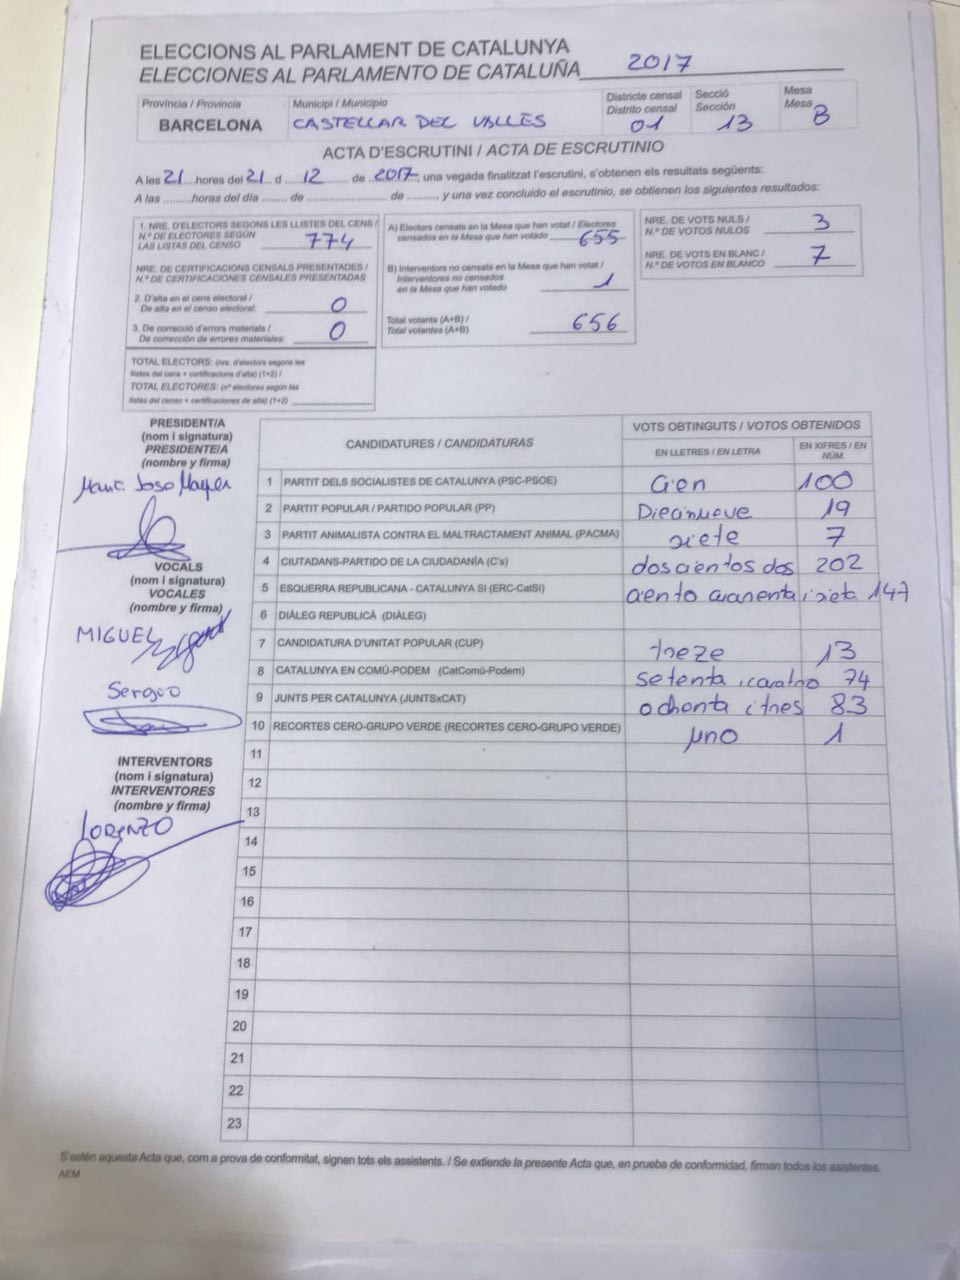 ELECCIONS AL PARLAMENT DE CATALUNYA
ELECCIONES AL PARLAMENTO DE CATALUÑA 2017
Província / Provincia
BARCELONA
Municipi / Municipio
CASTELLAR DEL VALLÈS
Districte censal
Distrito censal
01
Secció
Sección
13
Mesa
Mesa
B
ACTA D'ESCRUTINI / ACTA DE ESCRUTINIO
A les 21 hores del 21 d 12 de 2017, una vegada finalitzat l'escrutini, s'obtenen els resultats següents:
A las ......... horas del día ....... de .................. de ........, y una vez concluido el escrutinio, se obtienen los siguientes resultados:
1. NRE. D'ELECTORS SEGONS LES LLISTES DEL CENS /
N.º DE ELECTORES SEGÚN
LAS LISTAS DEL CENSO 774
NRE. DE CERTIFICACIONS CENSALS PRESENTADES /
N.º DE CERTIFICACIONES CENSALES PRESENTADAS
2. D'alta en el cens electoral /
De alta en el censo electoral: 0
3. De correcció d'errors materials /
De corrección de errores materiales: 0
TOTAL ELECTORS: (nre. d'electors segons les
llistes del cens + certificacions d'alta) (1+2) /
TOTAL ELECTORES: (nº electores según las
listas del censo + certificaciones de alta) (1+2)
A) Electors censats en la Mesa que han votat / Electores
censados en la Mesa que han votado 655
B) Interventors no censats en la Mesa que han votat /
Interventores no censados
en la Mesa que han votado 1
Total votants (A+B) /
Total votantes (A+B) 656
NRE. DE VOTS NULS /
N.º DE VOTOS NULOS 3
NRE. DE VOTS EN BLANC /
N.º DE VOTOS EN BLANCO 7
PRESIDENT/A
(nom i signatura)
PRESIDENTE/A
(nombre y firma)
VOCALS
(nom i signatura)
VOCALES
(nombre y firma)
MIGUEL
Sergio
INTERVENTORS
(nom i signatura)
INTERVENTORES
(nombre y firma)
LORENZO
CANDIDATURES / CANDIDATURAS
VOTS OBTINGUTS / VOTOS OBTENIDOS
EN LLETRES / EN LETRA
EN XIFRES / EN NÚM.
1 PARTIT DELS SOCIALISTES DE CATALUNYA (PSC-PSOE) Cien 100
2 PARTIT POPULAR / PARTIDO POPULAR (PP) Diecinueve 19
3 PARTIT ANIMALISTA CONTRA EL MALTRACTAMENT ANIMAL (PACMA) siete 7
4 CIUTADANS-PARTIDO DE LA CIUDADANÍA (C's) doscientos dos 202
5 ESQUERRA REPUBLICANA - CATALUNYA SÍ (ERC-CatSí) ciento cuarenta i siete 147
6 DIÀLEG REPUBLICÀ (DIÀLEG)
7 CANDIDATURA D'UNITAT POPULAR (CUP) treze 13
8 CATALUNYA EN COMÚ-PODEM (CatComú-Podem) setenta i cuatro 74
9 JUNTS PER CATALUNYA (JUNTSxCAT) ochenta i tres 83
10 RECORTES CERO-GRUPO VERDE (RECORTES CERO-GRUPO VERDE) uno 1
11
12
13
14
15
16
17
18
19
20
21
22
23
S'estén aquesta Acta que, com a prova de conformitat, signen tots els assistents. / Se extiende la presente Acta que, en prueba de conformidad, firman todos los asistentes.
AEM